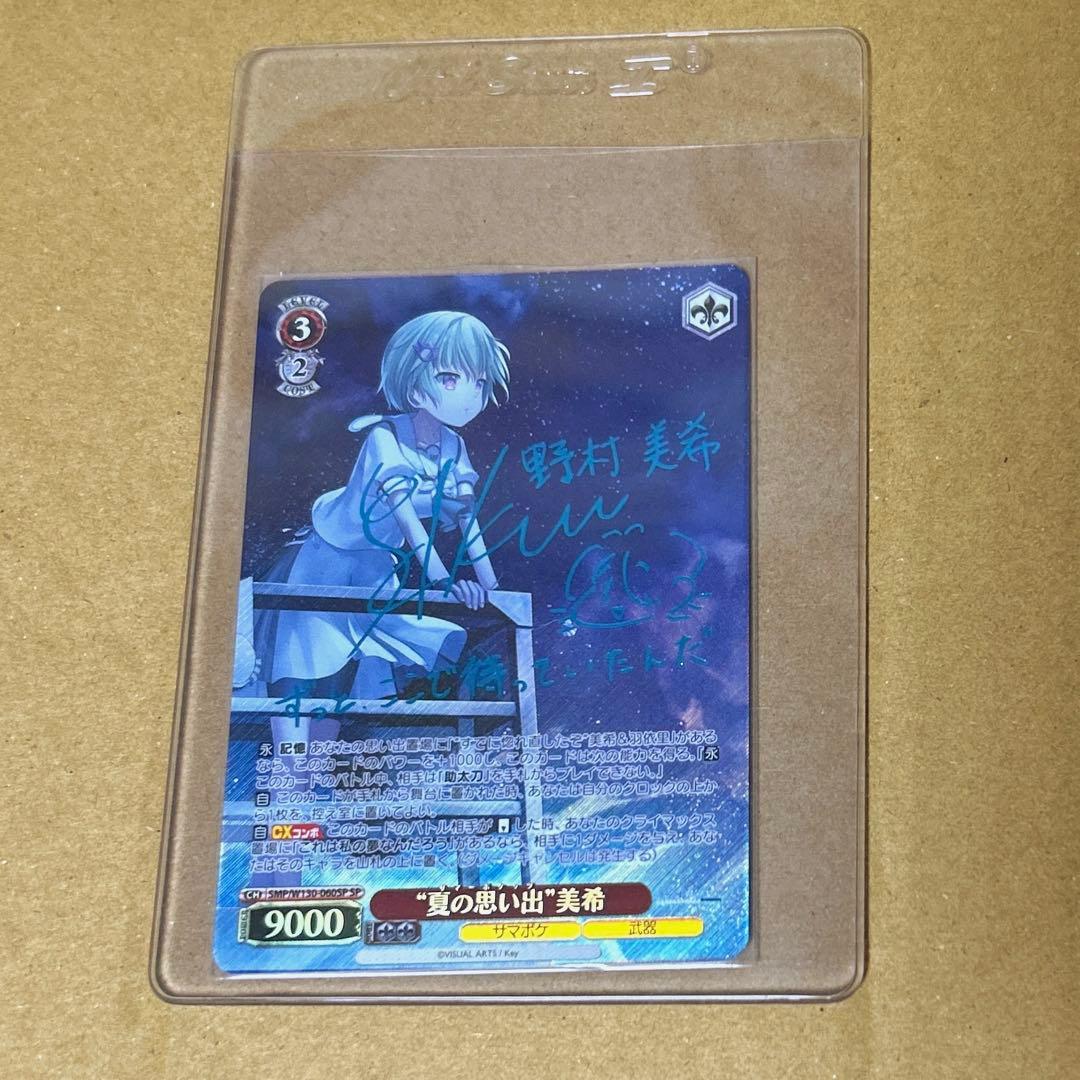 LEVEL
3
2
COST
野村 美希
ずっと、ここで待っていたんだ
永 記憶 あなたの思い出置場に「“すでに惚れ直したぞ”美希&羽依里」がある
なら、このカードのパワーを+1000し、このカードは次の能力を得る。「永
このカードのバトル中、相手は『助太刀』を手札からプレイできない。」
自 このカードが手札から舞台に置かれた時、あなたは自分のクロックの上か
ら1枚を、控え室に置いてよい。
自 CXコンボ このカードのバトル相手が した時、あなたのクライマックス
置場に「これは私の夢なんだろう」があるなら、相手に1ダメージを与え、あな
たはそのキャラを山札の上に置く。(ダメージキャンセルは発生する)
CH SMP/W130-060SP SP
“夏の思い出”美希
POWER
9000
サマポケ
武器
©VISUAL ARTS / Key